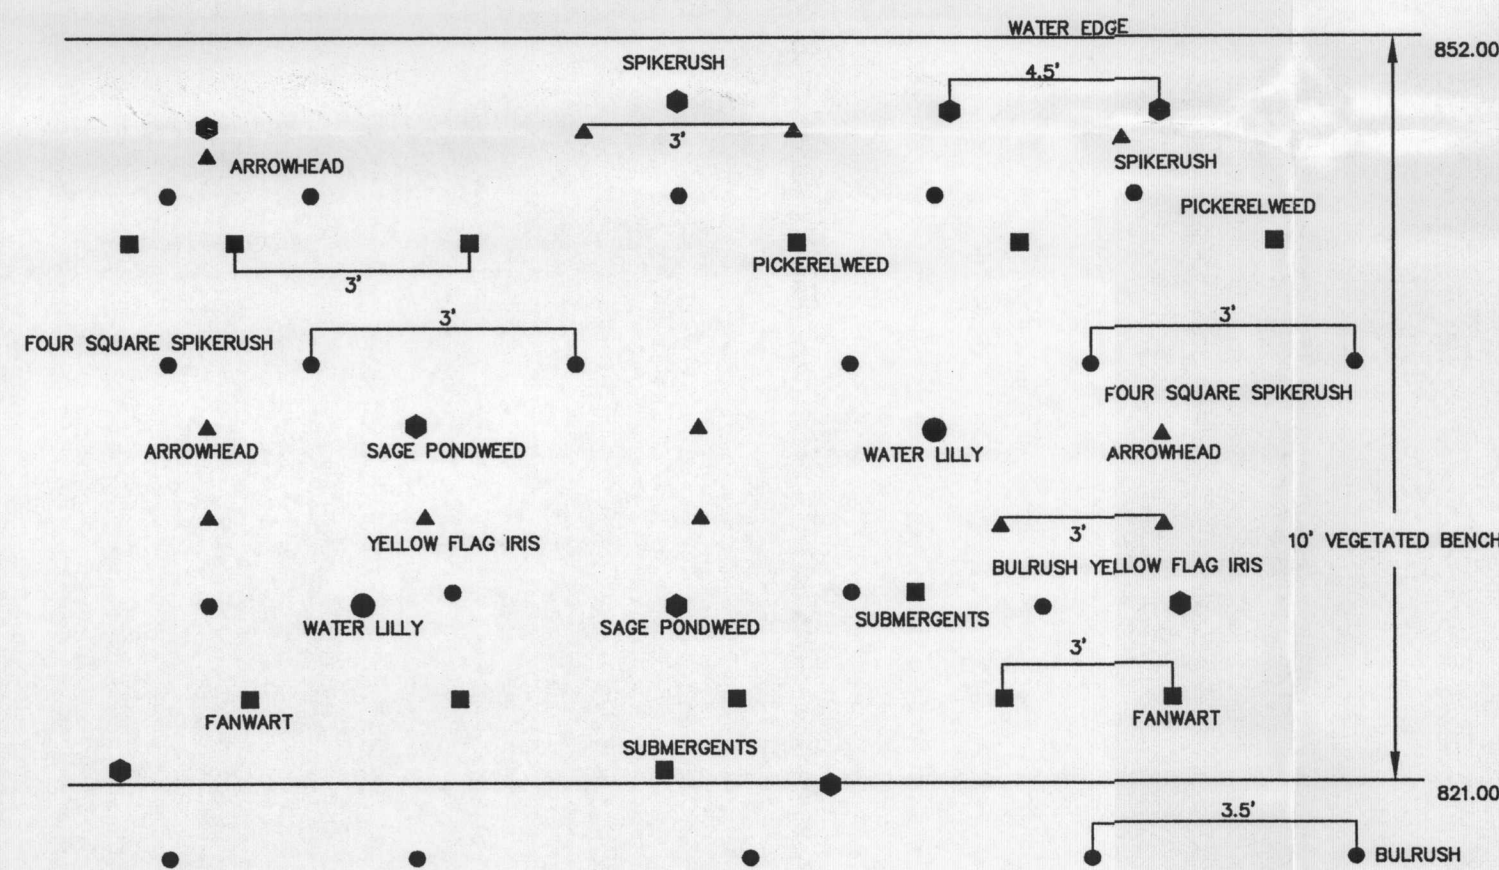 WATER EDGE
852.00
SPIKERUSH
4.5'
3'
ARROWHEAD
SPIKERUSH
PICKERELWEED
PICKERELWEED
3'
3'
3'
FOUR SQUARE SPIKERUSH
FOUR SQUARE SPIKERUSH
ARROWHEAD
SAGE PONDWEED
WATER LILLY
ARROWHEAD
3'
YELLOW FLAG IRIS
10' VEGETATED BENCH
BULRUSH YELLOW FLAG IRIS
WATER LILLY
SAGE PONDWEED
SUBMERGENTS
3'
FANWART
FANWART
SUBMERGENTS
821.00
3.5'
BULRUSH